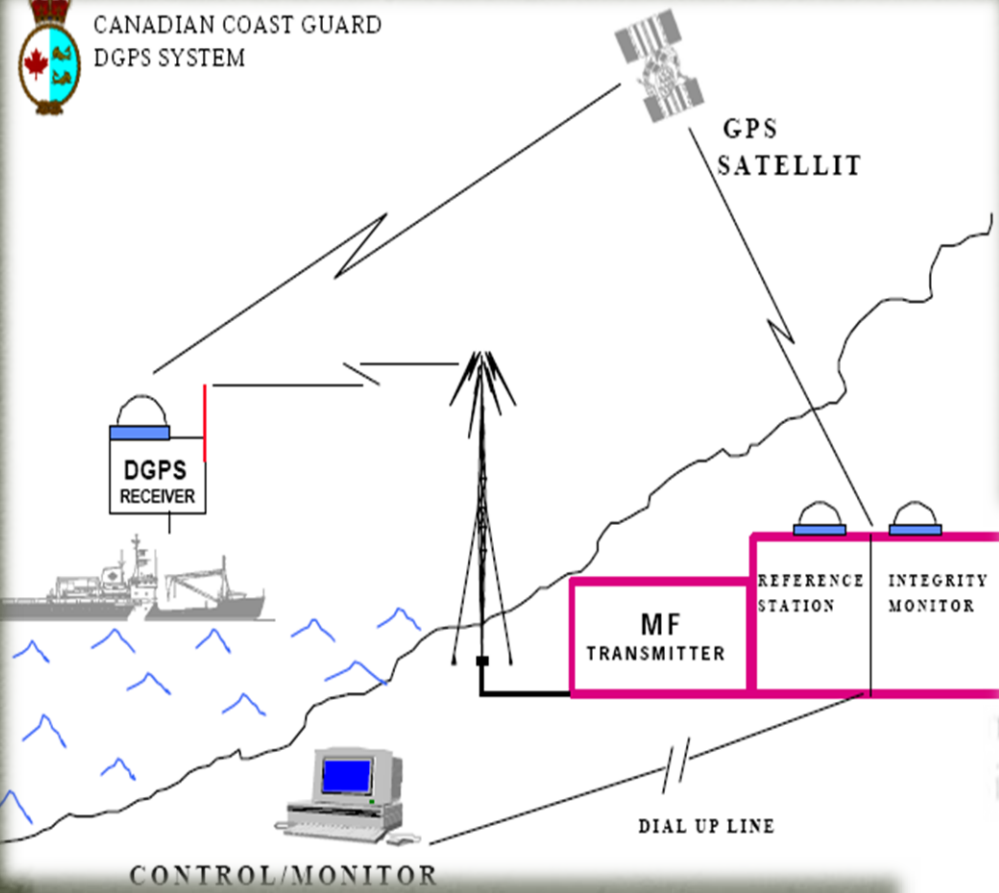 CANADIAN COAST GUARD
DGPS SYSTEM
GPS
SATELLIT
DGPS
RECEIVER
REFERENCE
STATION
INTEGRITY
MONITOR
MF
TRANSMITTER
DIAL UP LINE
CONTROL/MONITOR